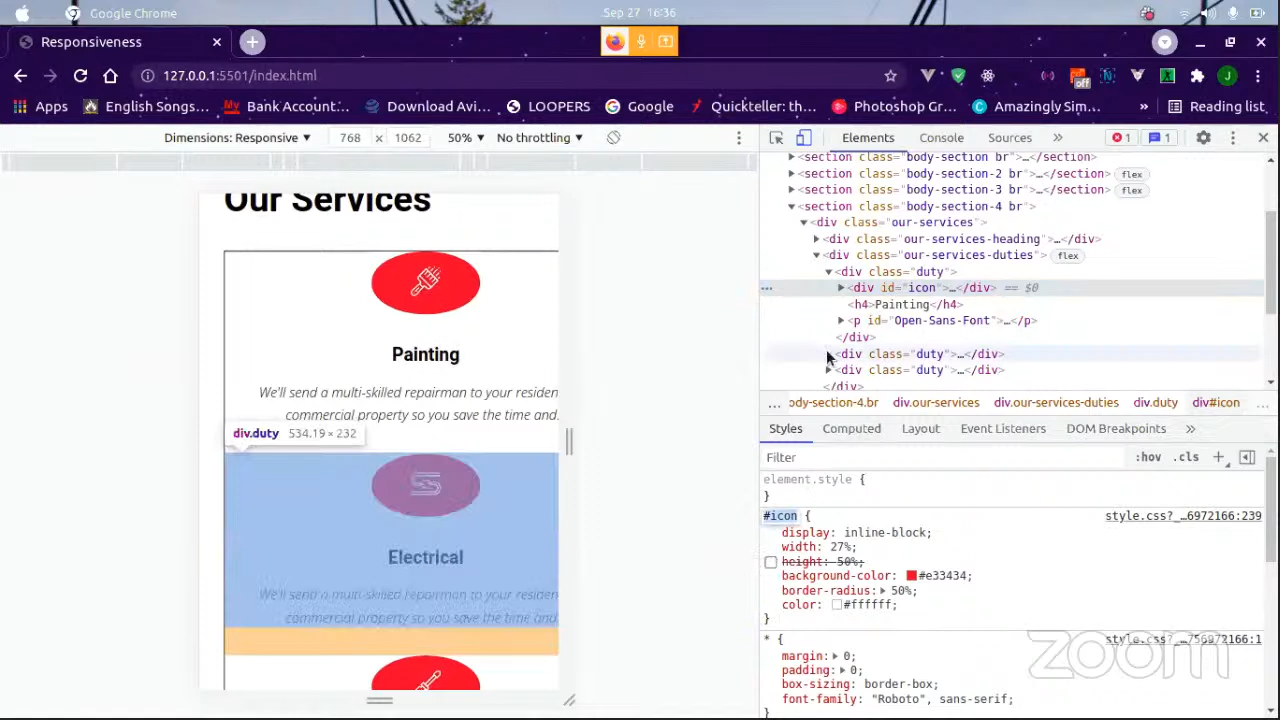 Google Chrome
Sep 27 16:36
Responsiveness
127.0.0.1:5501/index.html
J
off
Apps
English Songs...
Bank Account...
Download Avi...
LOOPERS
Google
Quickteller: th...
Photoshop Gr...
Amazingly Sim...
»
Reading list
Dimensions: Responsive ▼
768 × 1062
50% ▼
No throttling ▼
Elements
Console
Sources
»
1
1
Our Services
Painting
We'll send a multi-skilled repairman to your residen
commercial property so you save the time and
div.duty 534.19 × 232
Electrical
We'll send a multi-skilled repairman to your residen
commercial property so you save the time and
<section class="body-section br">…</section>
<section class="body-section-2 br">…</section> flex
<section class="body-section-3 br">…</section> flex
<section class="body-section-4 br">
<div class="our-services">
<div class="our-services-heading">…</div>
<div class="our-services-duties"> flex
<div class="duty">
… <div id="icon">…</div> == $0
<h4>Painting</h4>
<p id="Open-Sans-Font">…</p>
</div>
<div class="duty">…</div>
<div class="duty">…</div>
</div>
... ody-section-4.br div.our-services div.our-services-duties div.duty div#icon ...
Styles Computed Layout Event Listeners DOM Breakpoints »
Filter :hov .cls +
element.style {
}
#icon { style.css?_…6972166:239
display: inline-block;
width: 27%;
height: 50%;
background-color: #e33434;
border-radius: 50%;
color: #ffffff;
}
* { style.css?_…756972166:1
margin: 0;
padding: 0;
box-sizing: border-box;
font-family: "Roboto", sans-serif;
}
zoom